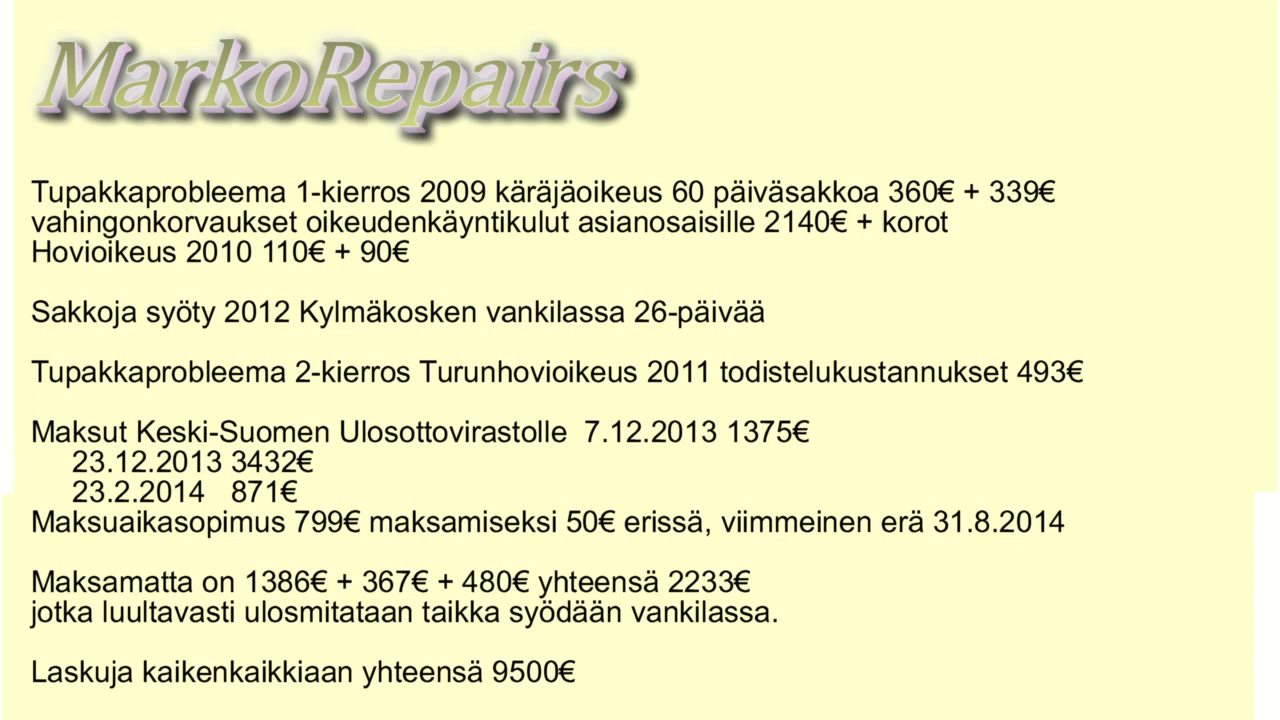 MarkoRepairs
Tupakkaprobleema 1-kierros 2009 käräjäoikeus 60 päiväsakkoa 360€ + 339€
vahingonkorvaukset oikeudenkäyntikulut asianosaisille 2140€ + korot
Hovioikeus 2010 110€ + 90€
Sakkoja syöty 2012 Kylmäkosken vankilassa 26-päivää
Tupakkaprobleema 2-kierros Turunhovioikeus 2011 todistelukustannukset 493€
Maksut Keski-Suomen Ulosottovirastolle 7.12.2013 1375€
23.12.2013 3432€
23.2.2014 871€
Maksuaikasopimus 799€ maksamiseksi 50€ erissä, viimmeinen erä 31.8.2014
Maksamatta on 1386€ + 367€ + 480€ yhteensä 2233€
jotka luultavasti ulosmitataan taikka syödään vankilassa.
Laskuja kaikenkaikkiaan yhteensä 9500€